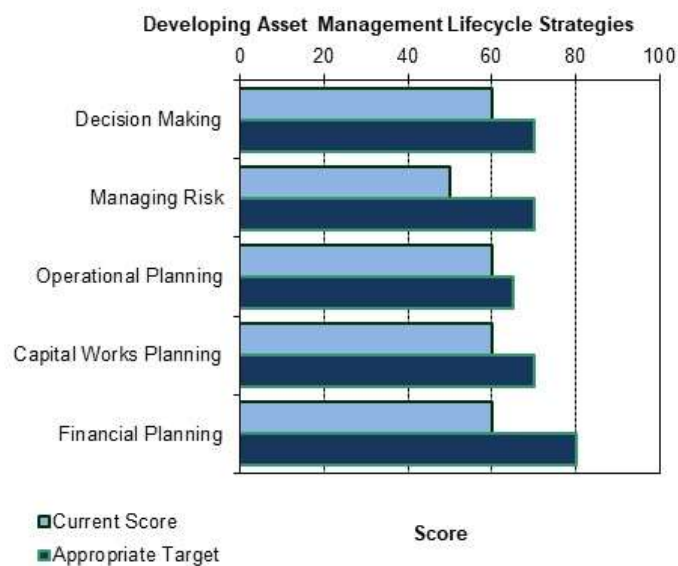 Developing Asset Management Lifecycle Strategies
0 20 40 60 80 100
Decision Making
Managing Risk
Operational Planning
Capital Works Planning
Financial Planning
Current Score
Score
Appropriate Target